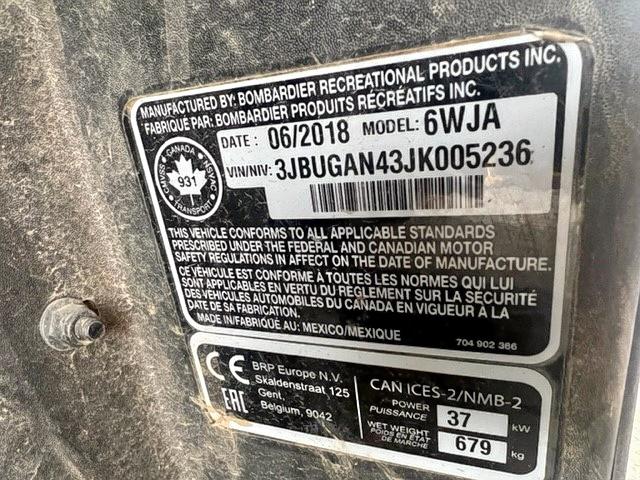 MANUFACTURED BY: BOMBARDIER RECREATIONAL PRODUCTS INC.
FABRIQUÉ PAR: BOMBARDIER PRODUITS RÉCRÉATIFS INC.
DATE : 06/2018 MODEL: 6WJA
VIN/NIV: 3JBUGAN43JK005236
CANADA
CMVSS NSVAC
931
TRANSPORT
THIS VEHICLE CONFORMS TO ALL APPLICABLE STANDARDS
PRESCRIBED UNDER THE FEDERAL AND CANADIAN MOTOR
SAFETY REGULATIONS IN AFFECT ON THE DATE OF MANUFACTURE.
CE VÉHICULE EST CONFORME À TOUTES LES NORMES QUI LUI
SONT APPLICABLES EN VERTU DU REGLEMENT SUR LA SÉCURITÉ
DES VÉHICULES AUTOMOBILES DU CANADA EN VIGUEUR A LA
DATE DE SA FABRICATION.
MADE IN/FABRIQUÉ AU: MEXICO/MEXIQUE
704 902 366
CE
EAC
BRP Europe N.V.
Skaldenstraat 125
Gent,
Belgium, 9042
CAN ICES-2/NMB-2
POWER
PUISSANCE 37 kW
WET WEIGHT
POIDS EN ÉTAT
DE MARCHE 679 kg